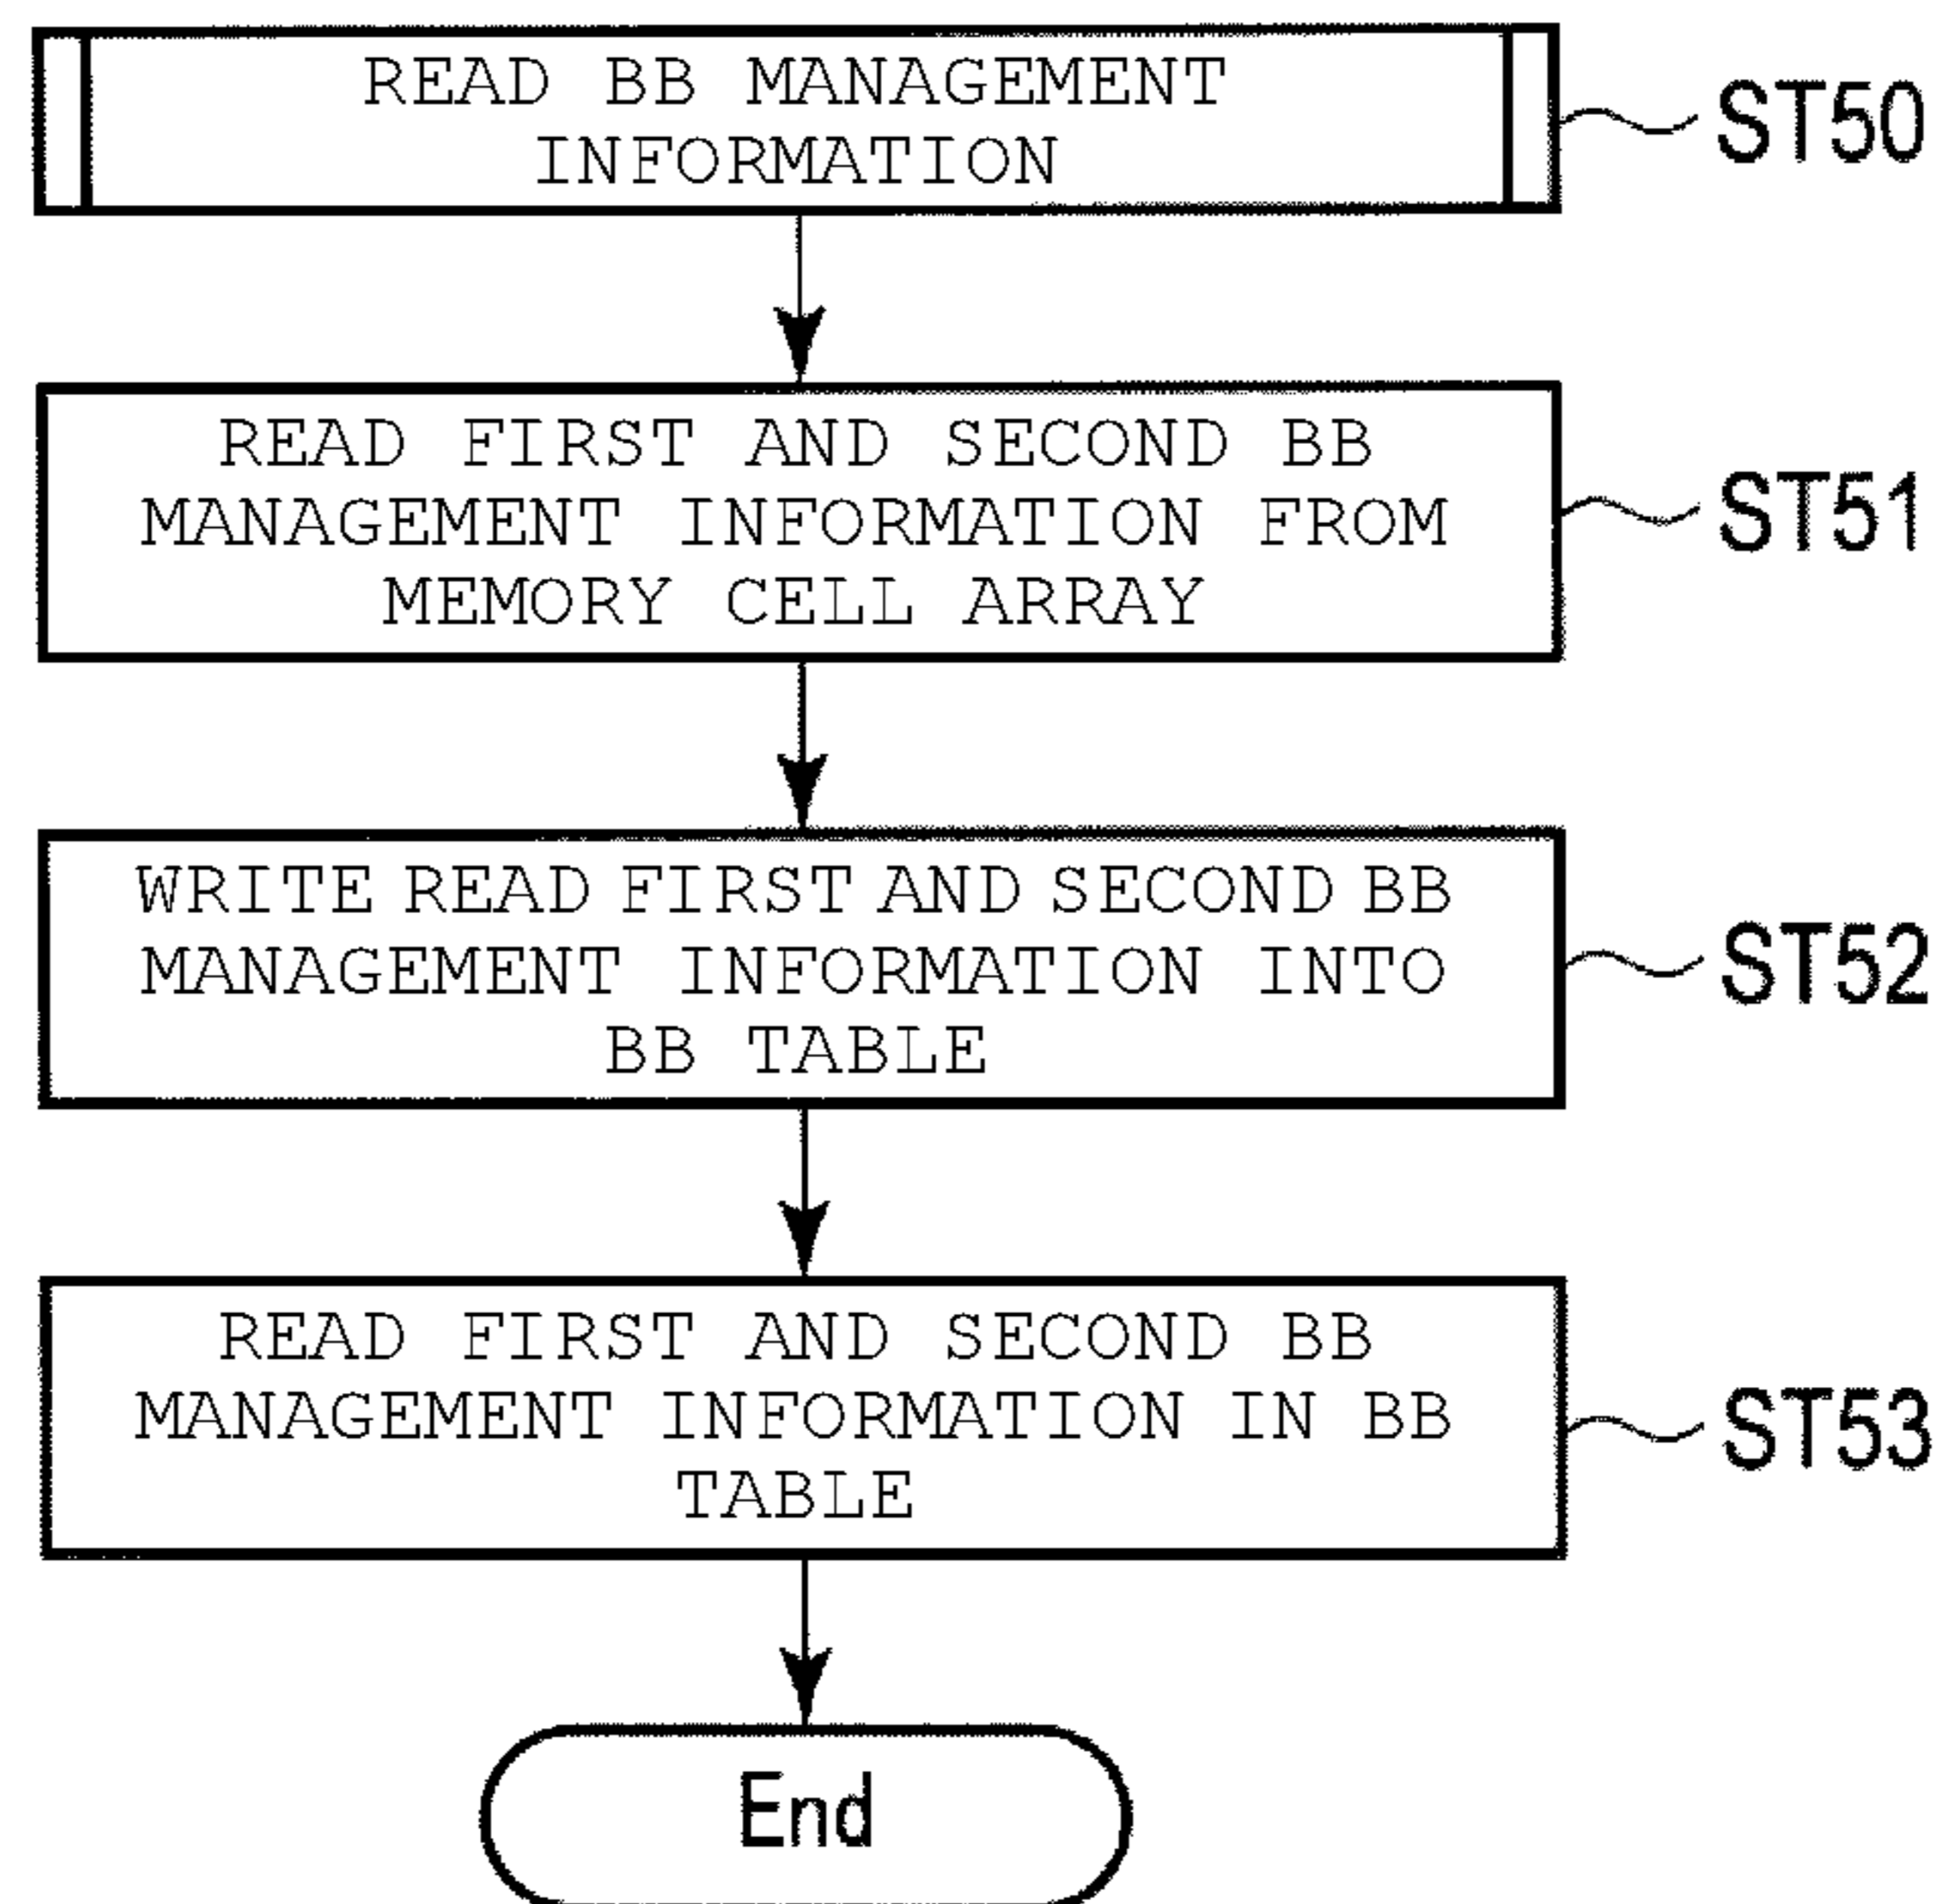 READ BB MANAGEMENT
INFORMATION
ST50
READ FIRST AND SECOND BB
MANAGEMENT INFORMATION FROM
MEMORY CELL ARRAY
ST51
WRITE READ FIRST AND SECOND BB
MANAGEMENT INFORMATION INTO
BB TABLE
ST52
READ FIRST AND SECOND BB
MANAGEMENT INFORMATION IN BB
TABLE
ST53
End